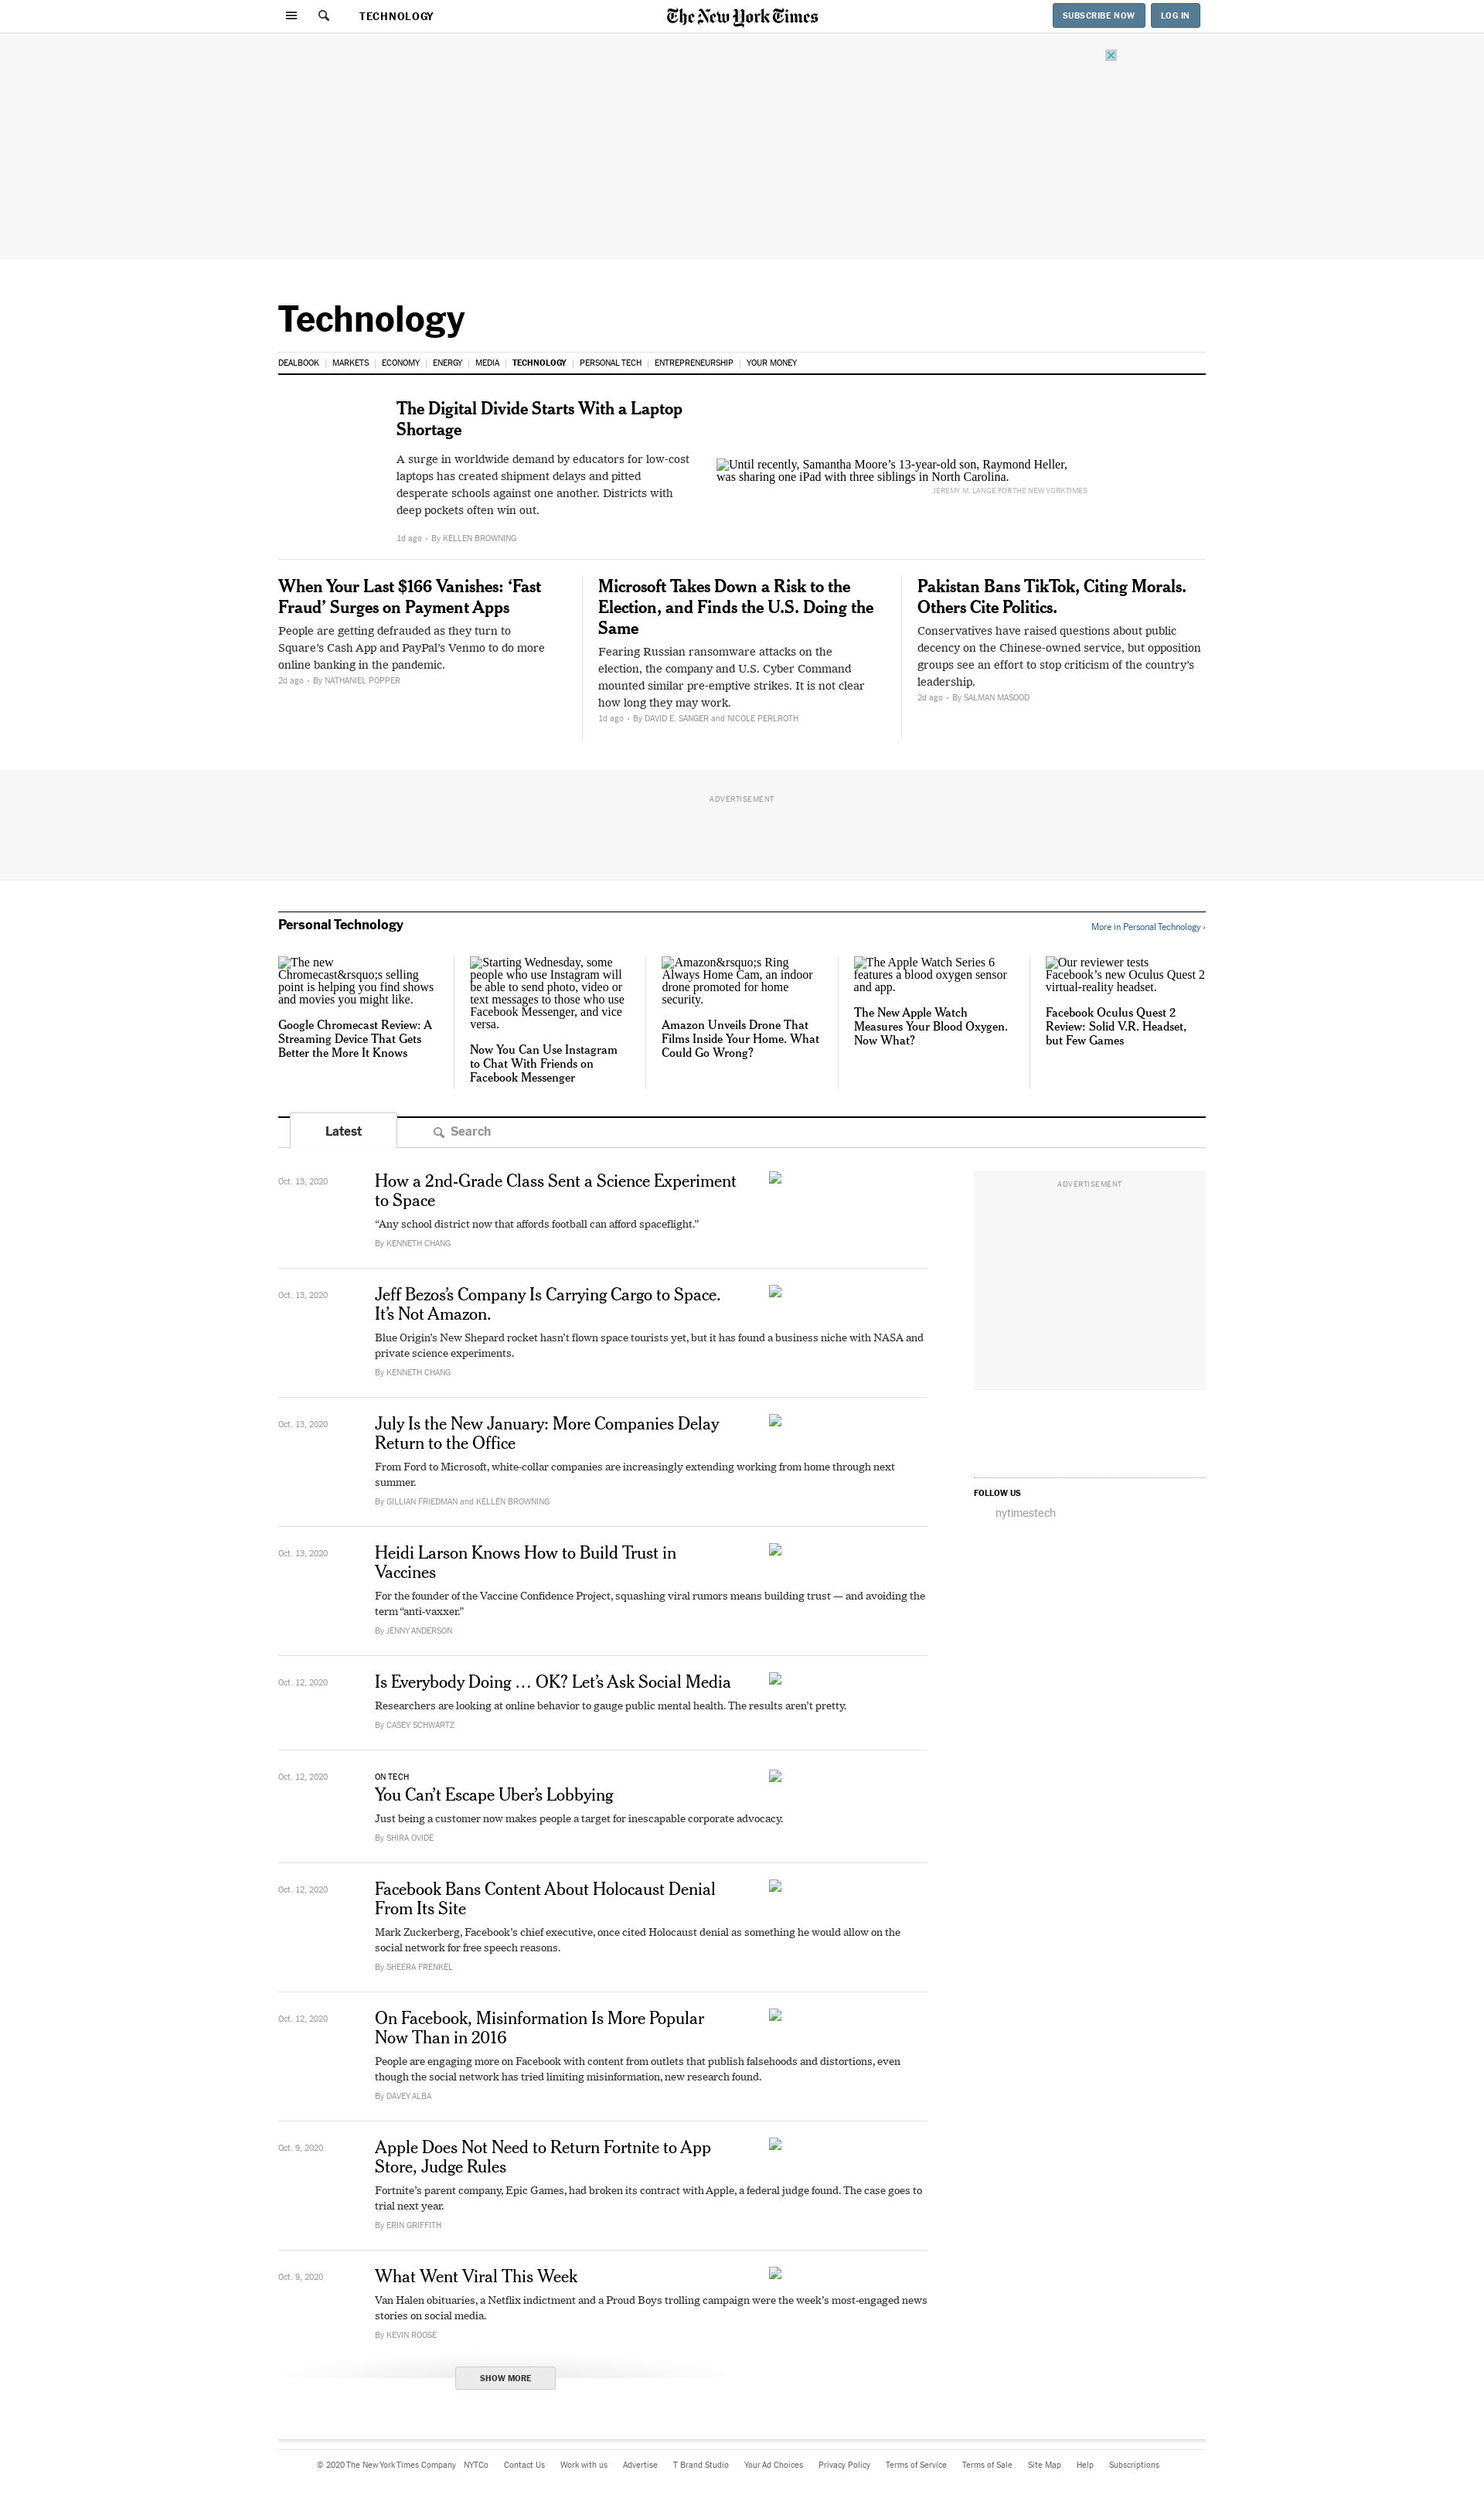 TECHNOLOGY
The New York Times
SUBSCRIBE NOW
LOG IN
Technology
DEALBOOK
MARKETS
ECONOMY
ENERGY
MEDIA
TECHNOLOGY
PERSONAL TECH
ENTREPRENEURSHIP
YOUR MONEY
The Digital Divide Starts With a Laptop
Shortage
A surge in worldwide demand by educators for low-cost
laptops has created shipment delays and pitted
desperate schools against one another. Districts with
deep pockets often win out.
1d ago • By KELLEN BROWNING
Until recently, Samantha Moore’s 13-year-old son, Raymond Heller,
was sharing one iPad with three siblings in North Carolina.
JEREMY M. LANGE FOR THE NEW YORK TIMES
When Your Last $166 Vanishes: ‘Fast
Fraud’ Surges on Payment Apps
People are getting defrauded as they turn to
Square’s Cash App and PayPal’s Venmo to do more
online banking in the pandemic.
2d ago • By NATHANIEL POPPER
Microsoft Takes Down a Risk to the
Election, and Finds the U.S. Doing the
Same
Fearing Russian ransomware attacks on the
election, the company and U.S. Cyber Command
mounted similar pre-emptive strikes. It is not clear
how long they may work.
1d ago • By DAVID E. SANGER and NICOLE PERLROTH
Pakistan Bans TikTok, Citing Morals.
Others Cite Politics.
Conservatives have raised questions about public
decency on the Chinese-owned service, but opposition
groups see an effort to stop criticism of the country’s
leadership.
2d ago • By SALMAN MASOOD
ADVERTISEMENT
Personal Technology
More in Personal Technology ›
The new
Chromecast&rsquo;s selling
point is helping you find shows
and movies you might like.
Google Chromecast Review: A
Streaming Device That Gets
Better the More It Knows
Starting Wednesday, some
people who use Instagram will
be able to send photo, video or
text messages to those who use
Facebook Messenger, and vice
versa.
Now You Can Use Instagram
to Chat With Friends on
Facebook Messenger
Amazon&rsquo;s Ring
Always Home Cam, an indoor
drone promoted for home
security.
Amazon Unveils Drone That
Films Inside Your Home. What
Could Go Wrong?
The Apple Watch Series 6
features a blood oxygen sensor
and app.
The New Apple Watch
Measures Your Blood Oxygen.
Now What?
Our reviewer tests
Facebook’s new Oculus Quest 2
virtual-reality headset.
Facebook Oculus Quest 2
Review: Solid V.R. Headset,
but Few Games
Latest
Search
Oct. 13, 2020
How a 2nd-Grade Class Sent a Science Experiment
to Space
“Any school district now that affords football can afford spaceflight.”
By KENNETH CHANG
Oct. 13, 2020
Jeff Bezos’s Company Is Carrying Cargo to Space.
It’s Not Amazon.
Blue Origin’s New Shepard rocket hasn’t flown space tourists yet, but it has found a business niche with NASA and
private science experiments.
By KENNETH CHANG
Oct. 13, 2020
July Is the New January: More Companies Delay
Return to the Office
From Ford to Microsoft, white-collar companies are increasingly extending working from home through next
summer.
By GILLIAN FRIEDMAN and KELLEN BROWNING
Oct. 13, 2020
Heidi Larson Knows How to Build Trust in
Vaccines
For the founder of the Vaccine Confidence Project, squashing viral rumors means building trust — and avoiding the
term “anti-vaxxer.”
By JENNY ANDERSON
Oct. 12, 2020
Is Everybody Doing … OK? Let’s Ask Social Media
Researchers are looking at online behavior to gauge public mental health. The results aren’t pretty.
By CASEY SCHWARTZ
Oct. 12, 2020
ON TECH
You Can’t Escape Uber’s Lobbying
Just being a customer now makes people a target for inescapable corporate advocacy.
By SHIRA OVIDE
Oct. 12, 2020
Facebook Bans Content About Holocaust Denial
From Its Site
Mark Zuckerberg, Facebook’s chief executive, once cited Holocaust denial as something he would allow on the
social network for free speech reasons.
By SHEERA FRENKEL
Oct. 12, 2020
On Facebook, Misinformation Is More Popular
Now Than in 2016
People are engaging more on Facebook with content from outlets that publish falsehoods and distortions, even
though the social network has tried limiting misinformation, new research found.
By DAVEY ALBA
Oct. 9, 2020
Apple Does Not Need to Return Fortnite to App
Store, Judge Rules
Fortnite’s parent company, Epic Games, had broken its contract with Apple, a federal judge found. The case goes to
trial next year.
By ERIN GRIFFITH
Oct. 9, 2020
What Went Viral This Week
Van Halen obituaries, a Netflix indictment and a Proud Boys trolling campaign were the week’s most-engaged news
stories on social media.
By KEVIN ROOSE
SHOW MORE
ADVERTISEMENT
FOLLOW US
nytimestech
© 2020 The New York Times Company
NYTCo
Contact Us
Work with us
Advertise
T Brand Studio
Your Ad Choices
Privacy Policy
Terms of Service
Terms of Sale
Site Map
Help
Subscriptions